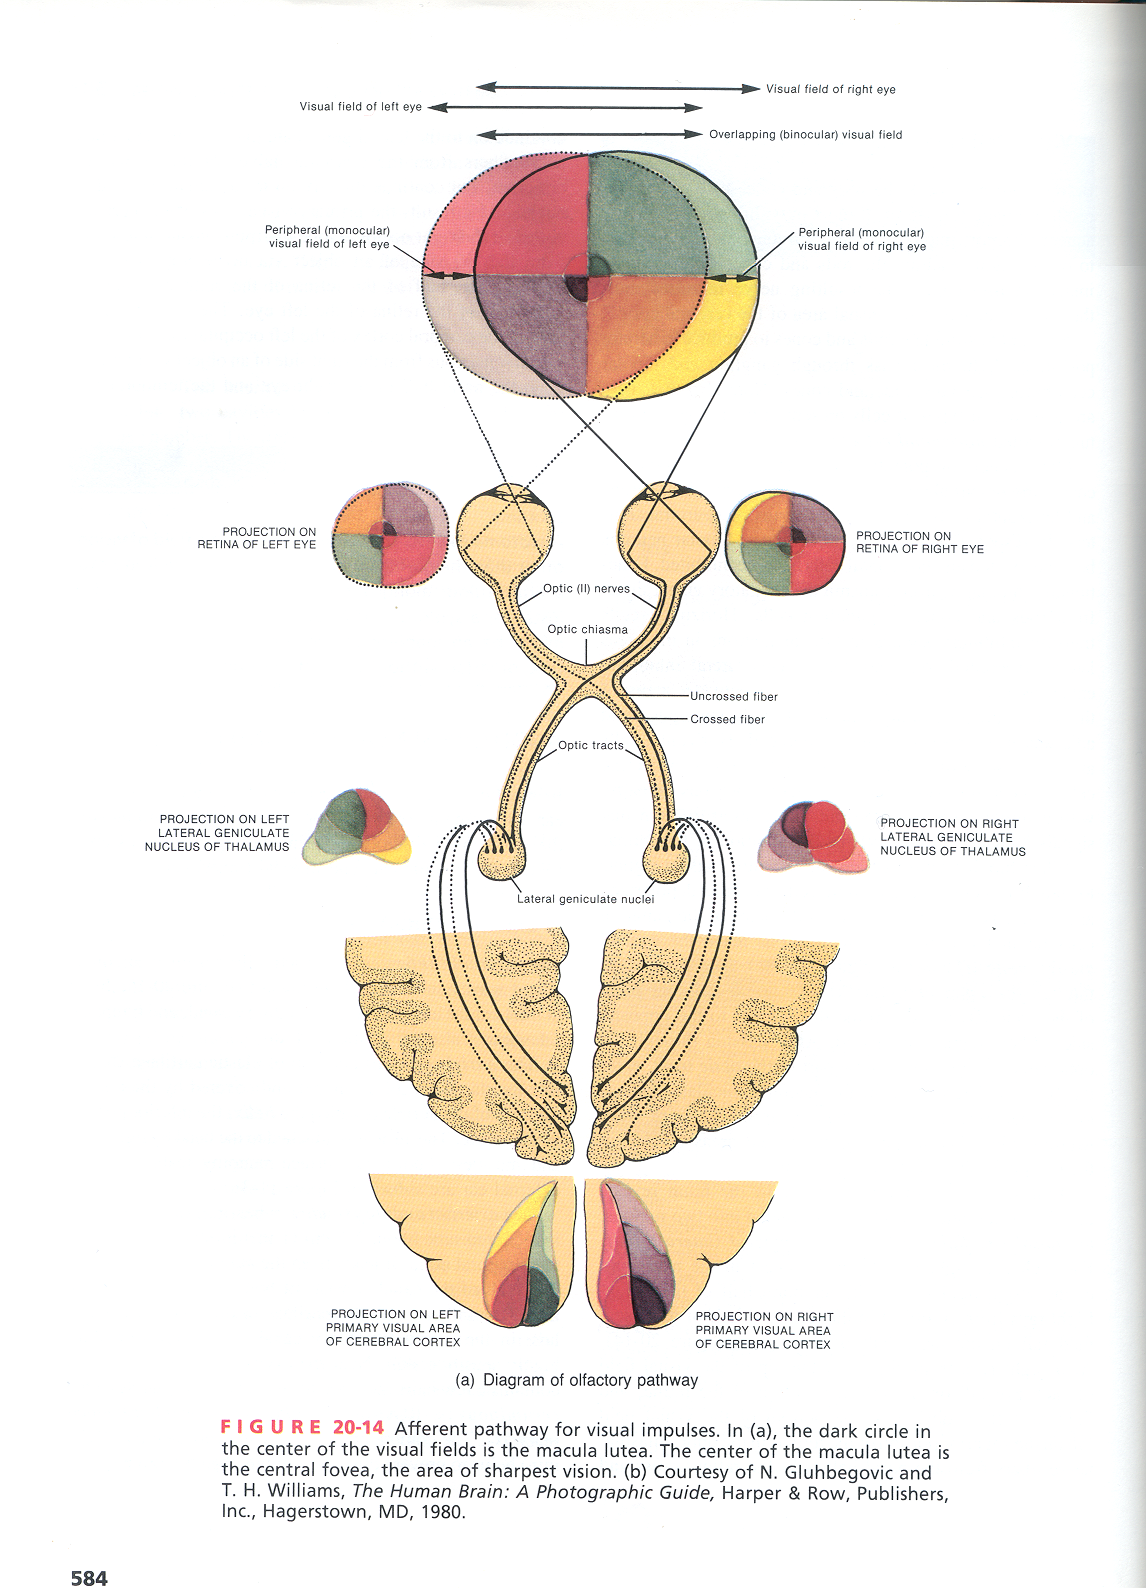 Visual field of right eye
Visual field of left eye
Overlapping (binocular) visual field
Peripheral (monocular)
visual field of left eye
Peripheral (monocular)
visual field of right eye
PROJECTION ON
RETINA OF LEFT EYE
PROJECTION ON
RETINA OF RIGHT EYE
Optic (II) nerves
Optic chiasma
Uncrossed fiber
Crossed fiber
Optic tracts
PROJECTION ON LEFT
LATERAL GENICULATE
NUCLEUS OF THALAMUS
PROJECTION ON RIGHT
LATERAL GENICULATE
NUCLEUS OF THALAMUS
Lateral geniculate nuclei
PROJECTION ON LEFT
PRIMARY VISUAL AREA
OF CEREBRAL CORTEX
PROJECTION ON RIGHT
PRIMARY VISUAL AREA
OF CEREBRAL CORTEX
(a) Diagram of olfactory pathway
FIGURE 20-14 Afferent pathway for visual impulses. In (a), the dark circle in
the center of the visual fields is the macula lutea. The center of the macula lutea is
the central fovea, the area of sharpest vision. (b) Courtesy of N. Gluhbegovic and
T. H. Williams, The Human Brain: A Photographic Guide, Harper & Row, Publishers,
Inc., Hagerstown, MD, 1980.
584